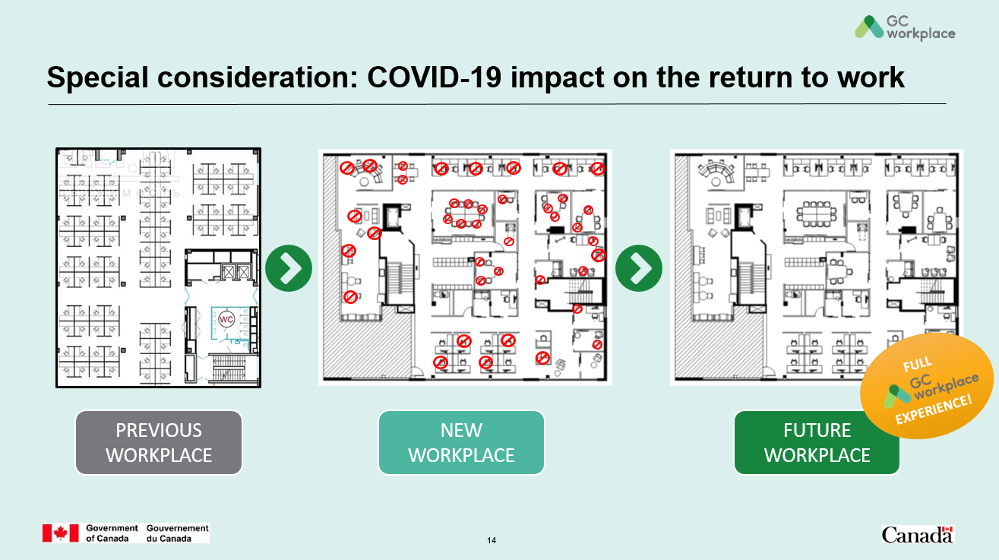 GC
workplace
Special consideration: COVID-19 impact on the return to work
WC
FULL
GC
workplace
EXPERIENCE!
PREVIOUS
WORKPLACE
NEW
WORKPLACE
FUTURE
WORKPLACE
Government Gouvernement
of Canada du Canada
14
Canada